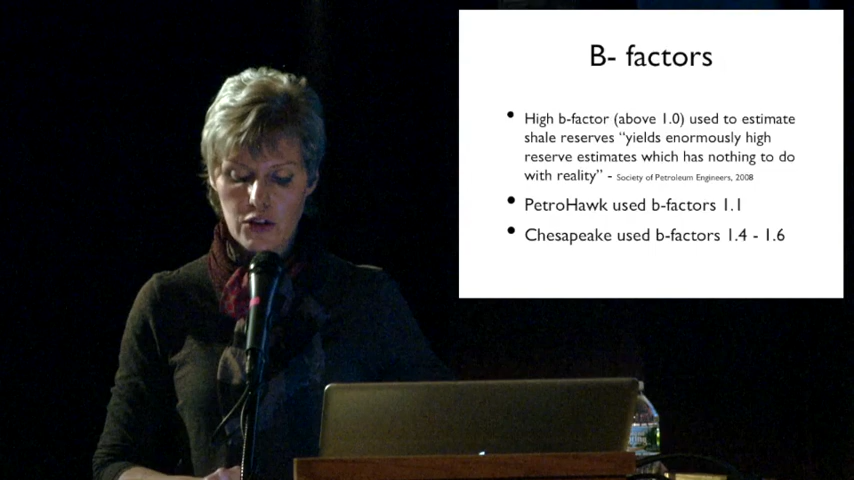 B- factors
• High b-factor (above 1.0) used to estimate
shale reserves “yields enormously high
reserve estimates which has nothing to do
with reality” - Society of Petroleum Engineers, 2008
• PetroHawk used b-factors 1.1
• Chesapeake used b-factors 1.4 - 1.6